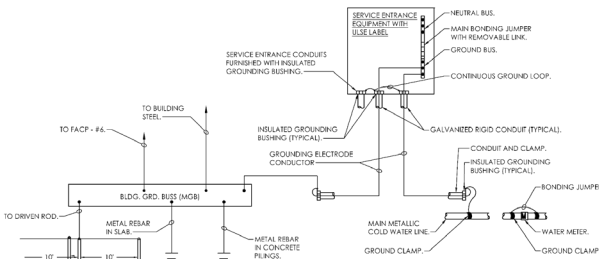 SERVICE ENTRANCE
EQUIPMENT WITH
ULSE LABEL
NEUTRAL BUS.
MAIN BONDING JUMPER
WITH REMOVABLE LINK.
GROUND BUS.
SERVICE ENTRANCE CONDUITS
FURNISHED WITH INSULATED
GROUNDING BUSHING.
CONTINUOUS GROUND LOOP.
TO BUILDING
STEEL.
TO FACP - #6.
INSULATED GROUNDING
BUSHING (TYPICAL).
GALVANIZED RIGID CONDUIT (TYPICAL).
GROUNDING ELECTRODE
CONDUCTOR
CONDUIT AND CLAMP.
INSULATED GROUNDING
BUSHING (TYPICAL).
BLDG. GRD. BUSS (MGB)
BONDING JUMPE
TO DRIVEN ROD.
METAL REBAR
IN SLAB.
METAL REBAR
IN CONCRETE
PILINGS.
MAIN METALLIC
COLD WATER LINE.
GROUND CLAMP.
M
WATER METER.
GROUND CLAMP
10'
10'